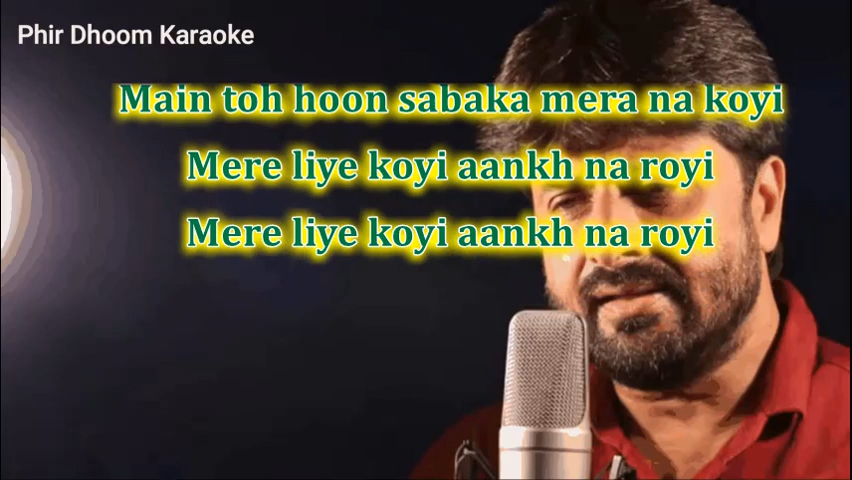 Phir Dhoom Karaoke
Main toh hoon sabaka mera na koyi
Mere liye koyi aankh na royi
Mere liye koyi aankh na royi